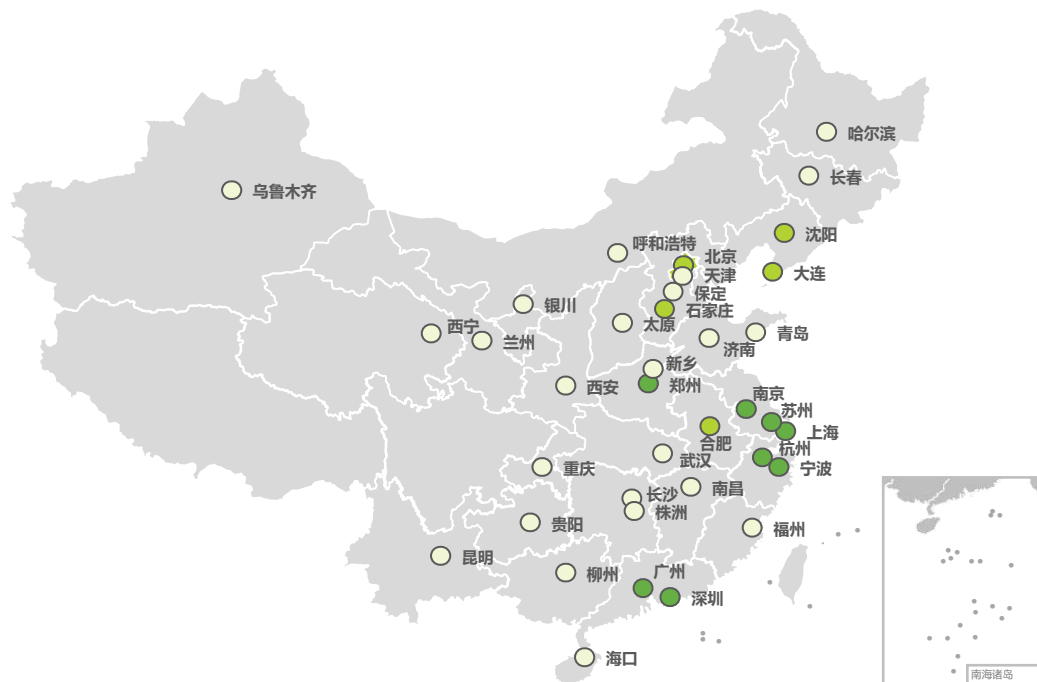 哈尔滨
长春
乌鲁木齐
沈阳
呼和浩特
北京
大连
天津
保定
银川
石家庄
太原
西宁
青岛
兰州
济南
新乡
郑州
西安
南京
苏州
上海
合肥
杭州
武汉
宁波
重庆
南昌
长沙
株洲
贵阳
福州
昆明
广州
柳州
深圳
海口
南海诸岛